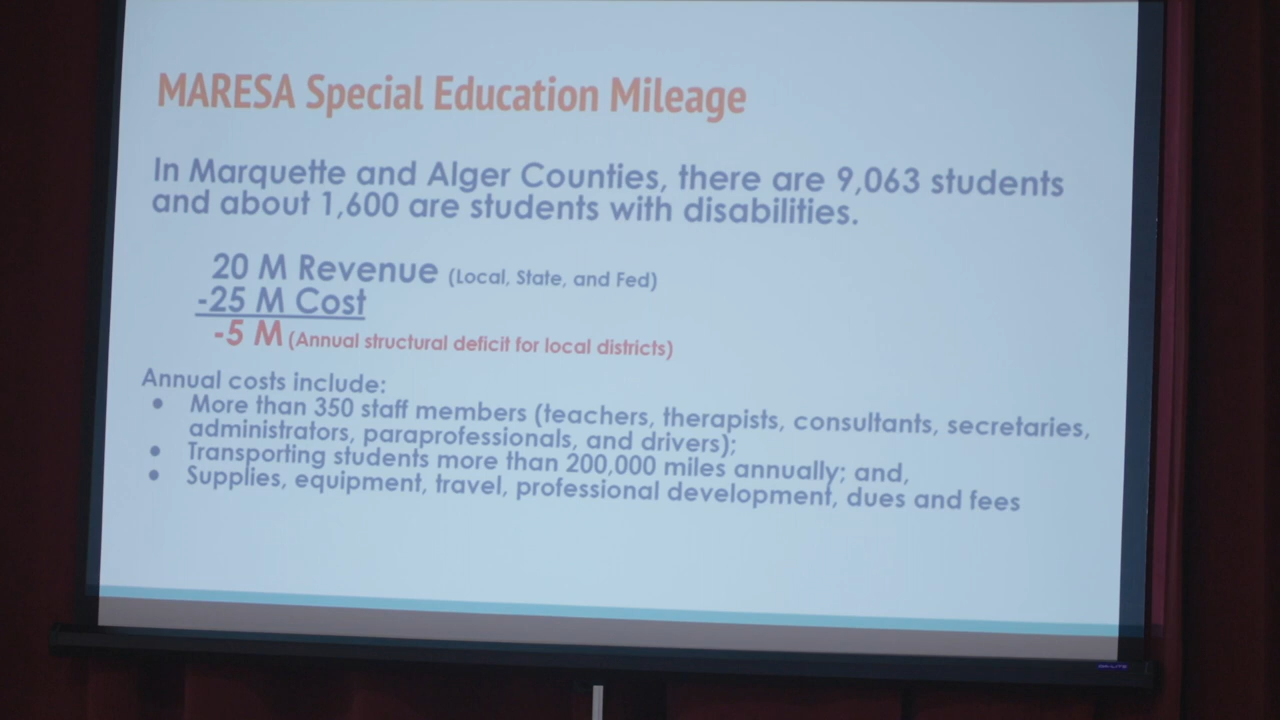 MARESA Special Education Mileage
In Marquette and Alger Counties, there are 9,063 students
and about 1,600 are students with disabilities.
20 M Revenue (Local, State, and Fed)
-25 M Cost
-5 M (Annual structural deficit for local districts)
Annual costs include:
● More than 350 staff members (teachers, therapists, consultants, secretaries,
administrators, paraprofessionals, and drivers);
● Transporting students more than 200,000 miles annually; and,
● Supplies, equipment, travel, professional development, dues and fees